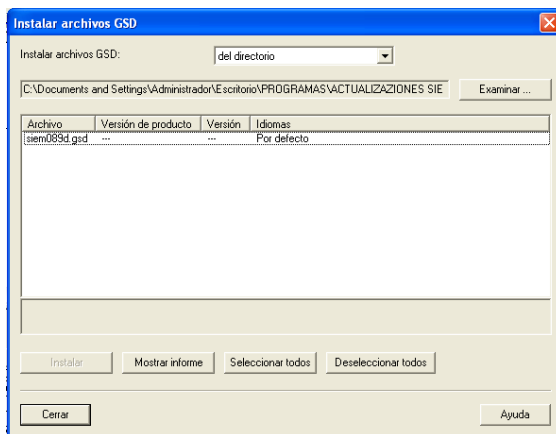 Instalar archivos GSD
Instalar archivos GSD: del directorio
C:\Documents and Settings\Administrador\Escritorio\PROGRAMAS\ACTUALIZAZIONES SIE Examinar ...
Archivo Versión de producto Versión Idiomas
siem089d.gsd --- --- Por defecto
Instalar Mostrar informe Seleccionar todos Deseleccionar todos
Cerrar Ayuda